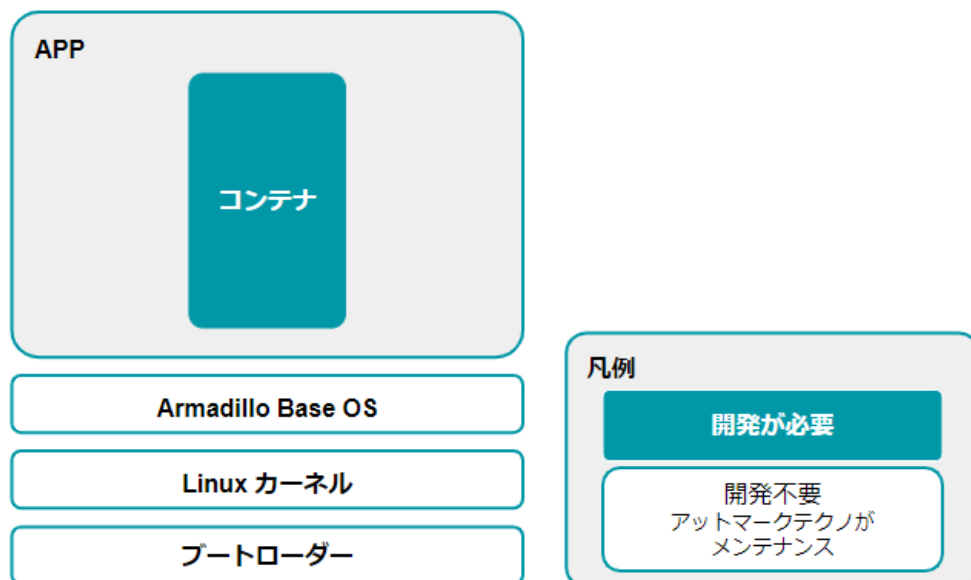 APP
コンテナ
Armadillo Base OS
Linux カーネル
ブートローダー
凡例
開発が必要
開発不要
アットマークテクノが
メンテナンス